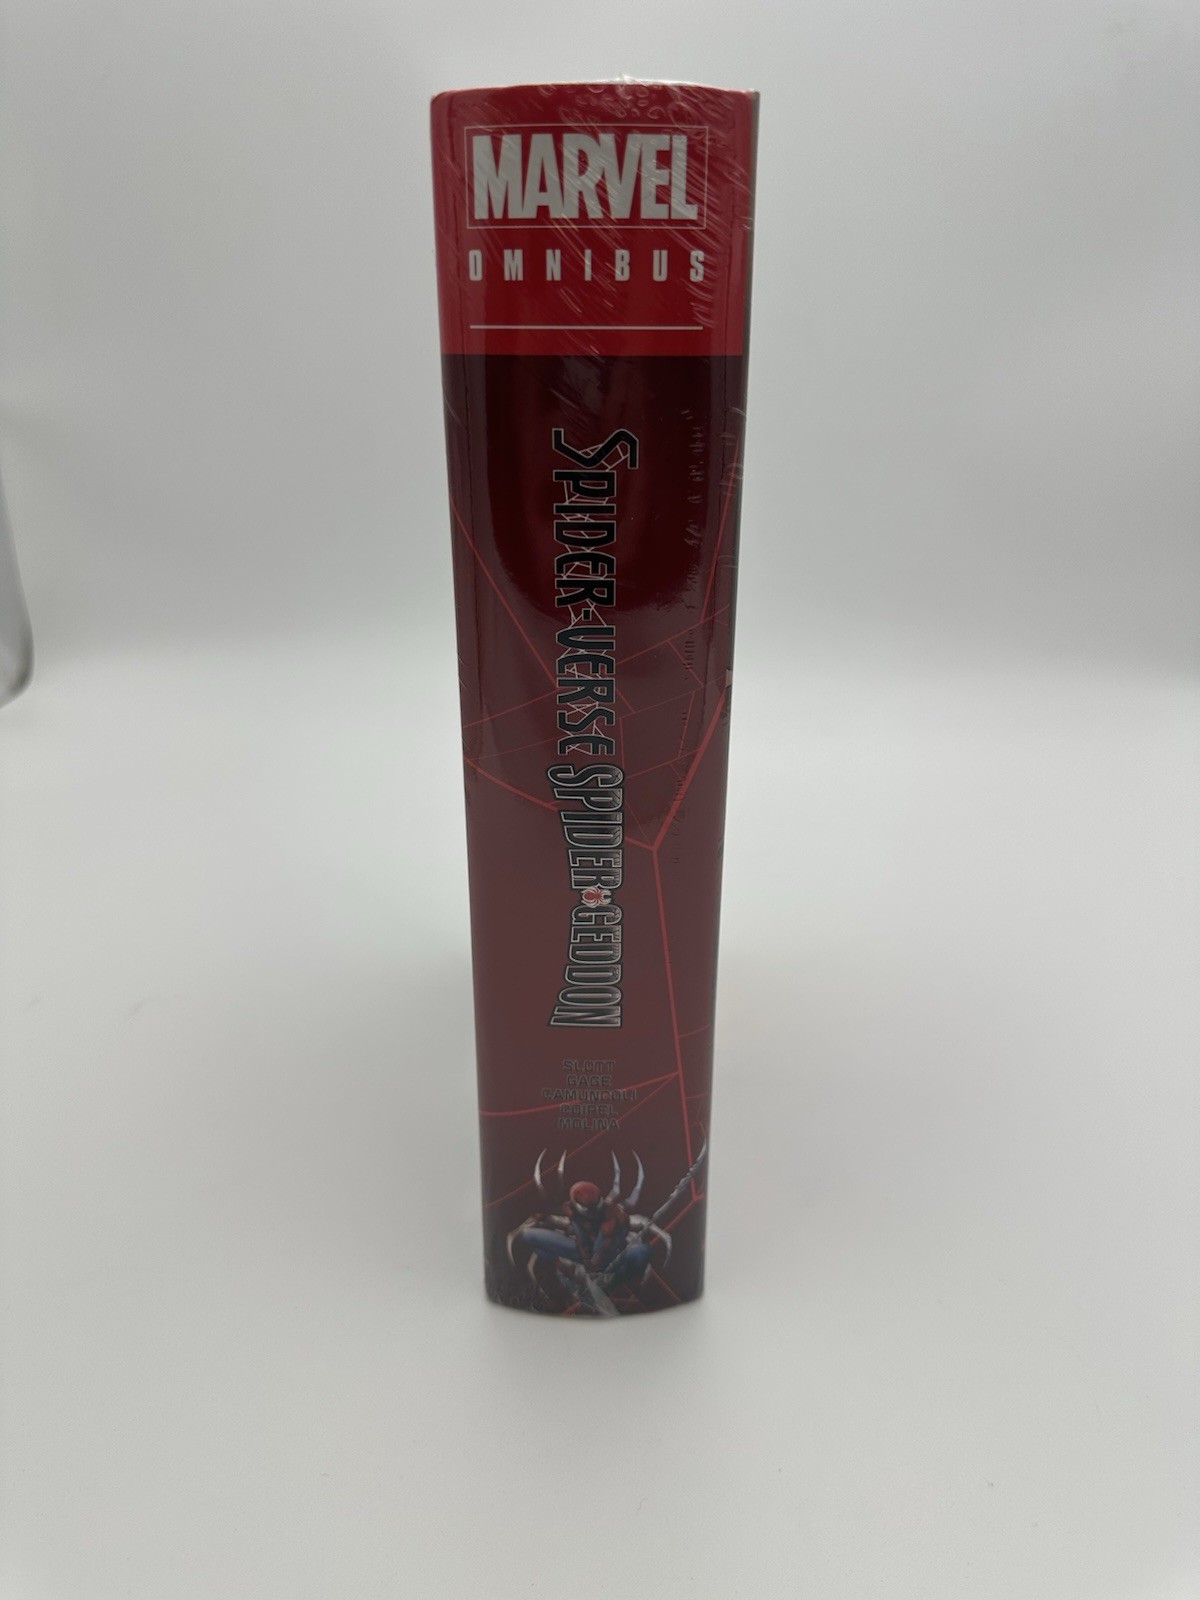 MARVEL
OMNIBUS
SPIDER-VERSE SPIDER-GEDDON
SLOTT
GAGE
CAMUNCOLI
COIPEL
MOLINA